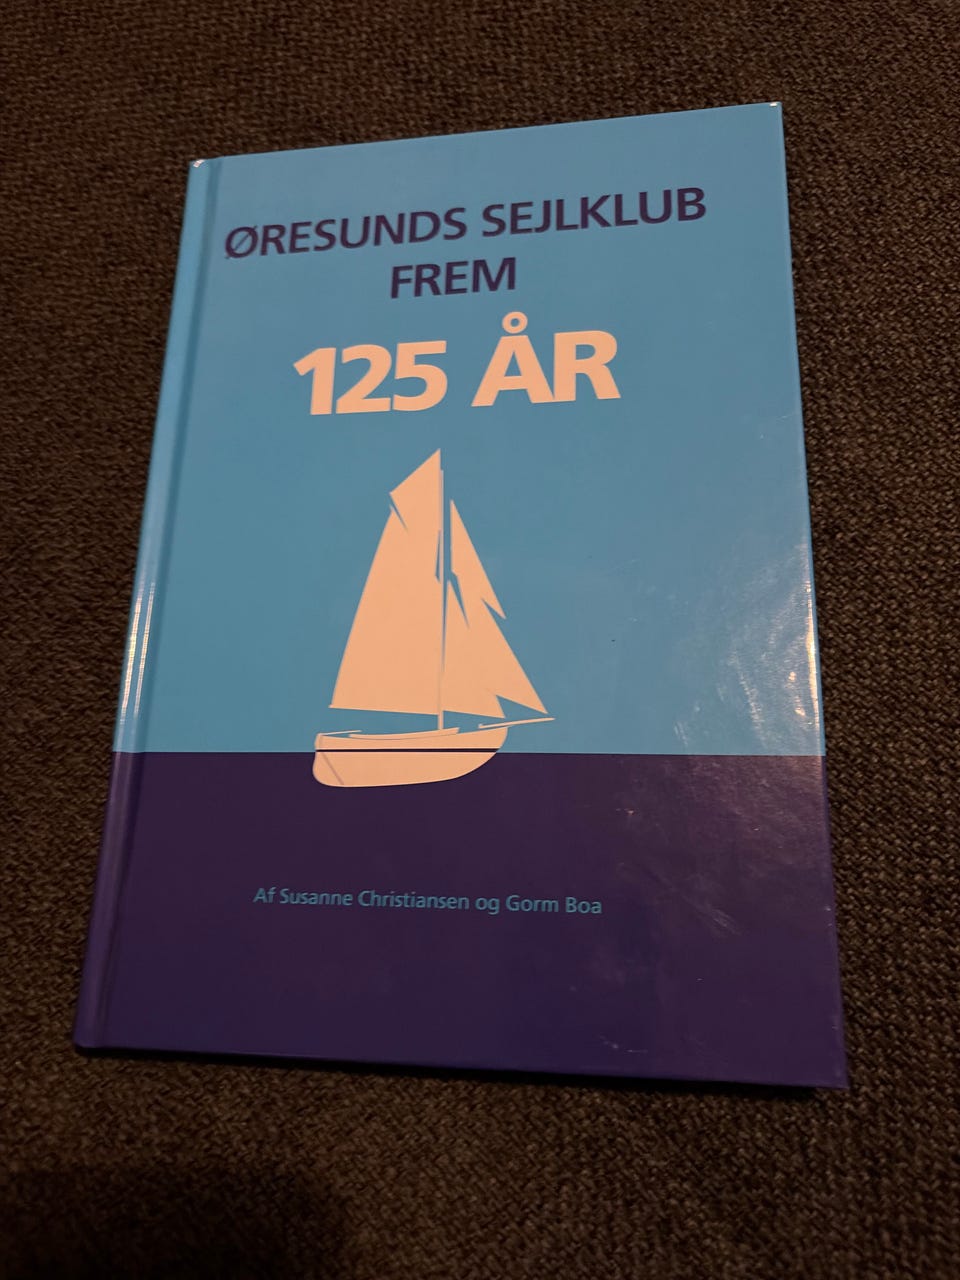 ØRESUNDS SEJLKLUB
FREM
125 ÅR
Af Susanne Christiansen og Gorm Boa